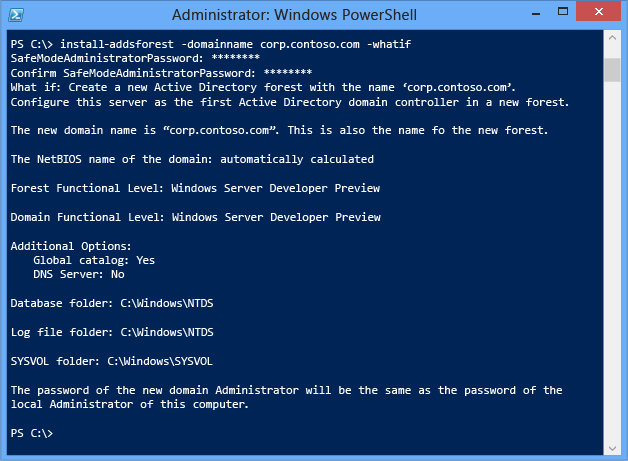 Administrator: Windows PowerShell
PS C:\> install-addsforest -domainname corp.contoso.com -whatif
SafeModeAdministratorPassword: ********
Confirm SafeModeAdministratorPassword: ********
What if: Create a new Active Directory forest with the name ‘corp.contoso.com’.
Configure this server as the first Active Directory domain controller in a new forest.
The new domain name is “corp.contoso.com”. This is also the name fo the new forest.
The NetBIOS name of the domain: automatically calculated
Forest Functional Level: Windows Server Developer Preview
Domain Functional Level: Windows Server Developer Preview
Additional Options:
Global catalog: Yes
DNS Server: No
Database folder: C:\Windows\NTDS
Log file folder: C:\Windows\NTDS
SYSVOL folder: C:\Windows\SYSVOL
The password of the new domain Administrator will be the same as the password of the
local Administrator of this computer.
PS C:\>